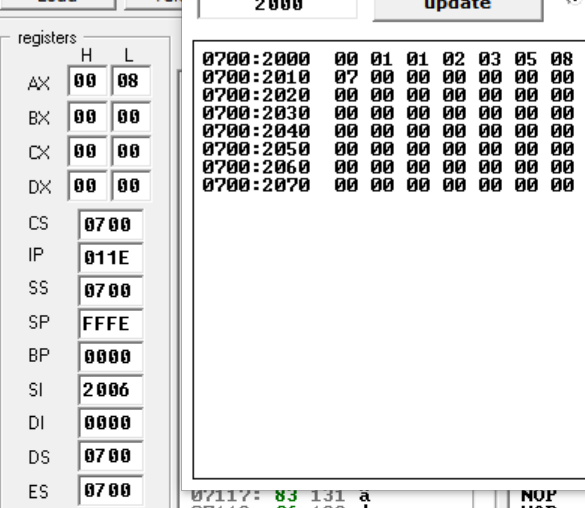 2000
update
registers
H L
AX 00 08
BX 00 00
CX 00 00
DX 00 00
CS 0700
IP 011E
SS 0700
SP FFFE
BP 0000
SI 2006
DI 0000
DS 0700
ES 0700
0700:2000 00 01 01 02 03 05 08
0700:2010 07 00 00 00 00 00 00
0700:2020 00 00 00 00 00 00 00
0700:2030 00 00 00 00 00 00 00
0700:2040 00 00 00 00 00 00 00
0700:2050 00 00 00 00 00 00 00
0700:2060 00 00 00 00 00 00 00
0700:2070 00 00 00 00 00 00 00
07117: 83 131 â
NOP